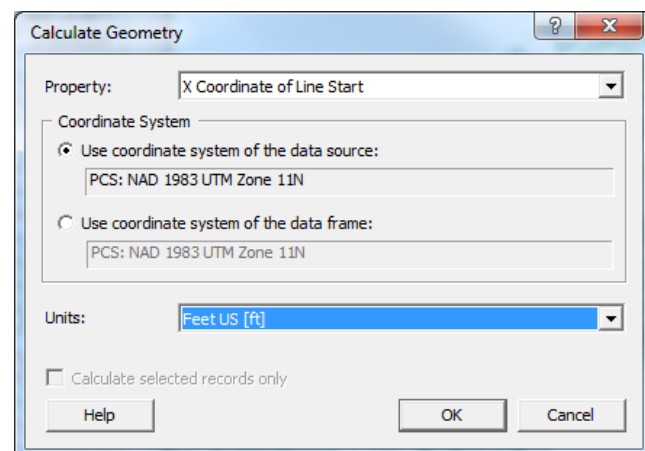 Calculate Geometry
Property: X Coordinate of Line Start
Coordinate System
Use coordinate system of the data source:
PCS: NAD 1983 UTM Zone 11N
Use coordinate system of the data frame:
PCS: NAD 1983 UTM Zone 11N
Units: Feet US [ft]
Calculate selected records only
Help OK Cancel